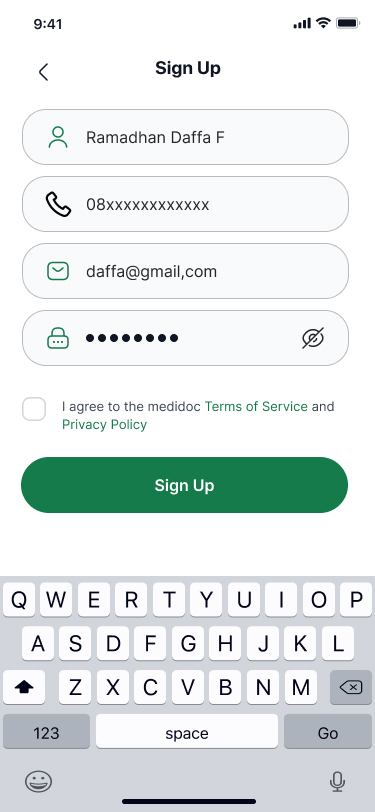 9:41
Sign Up
Ramadhan Daffa F
08xxxxxxxxxxxx
daffa@gmail,com
I agree to the medidoc Terms of Service and
Privacy Policy
Sign Up
Q W E R T Y U I O P
A S D F G H J K L
Z X C V B N M
123 space Go